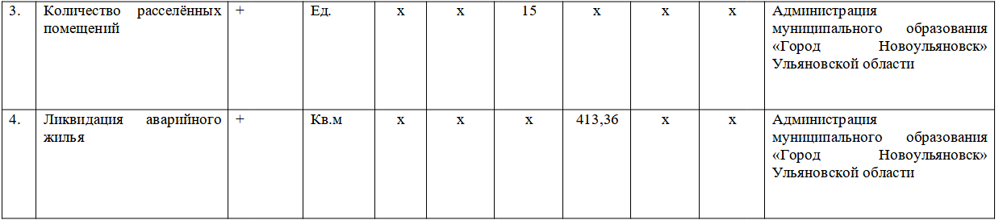 3. Количество расселённых + Ед. х х 15 х х х Администрация
помещений муниципального образования
«Город Новоульяновск»
Ульяновской области
4. Ликвидация аварийного + Кв.м х х х 413,36 х х Администрация
жилья муниципального образования
«Город Новоульяновск»
Ульяновской области